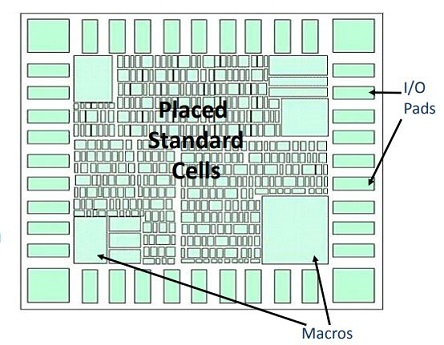 Placed
Standard
Cells
I/O
Pads
Macros